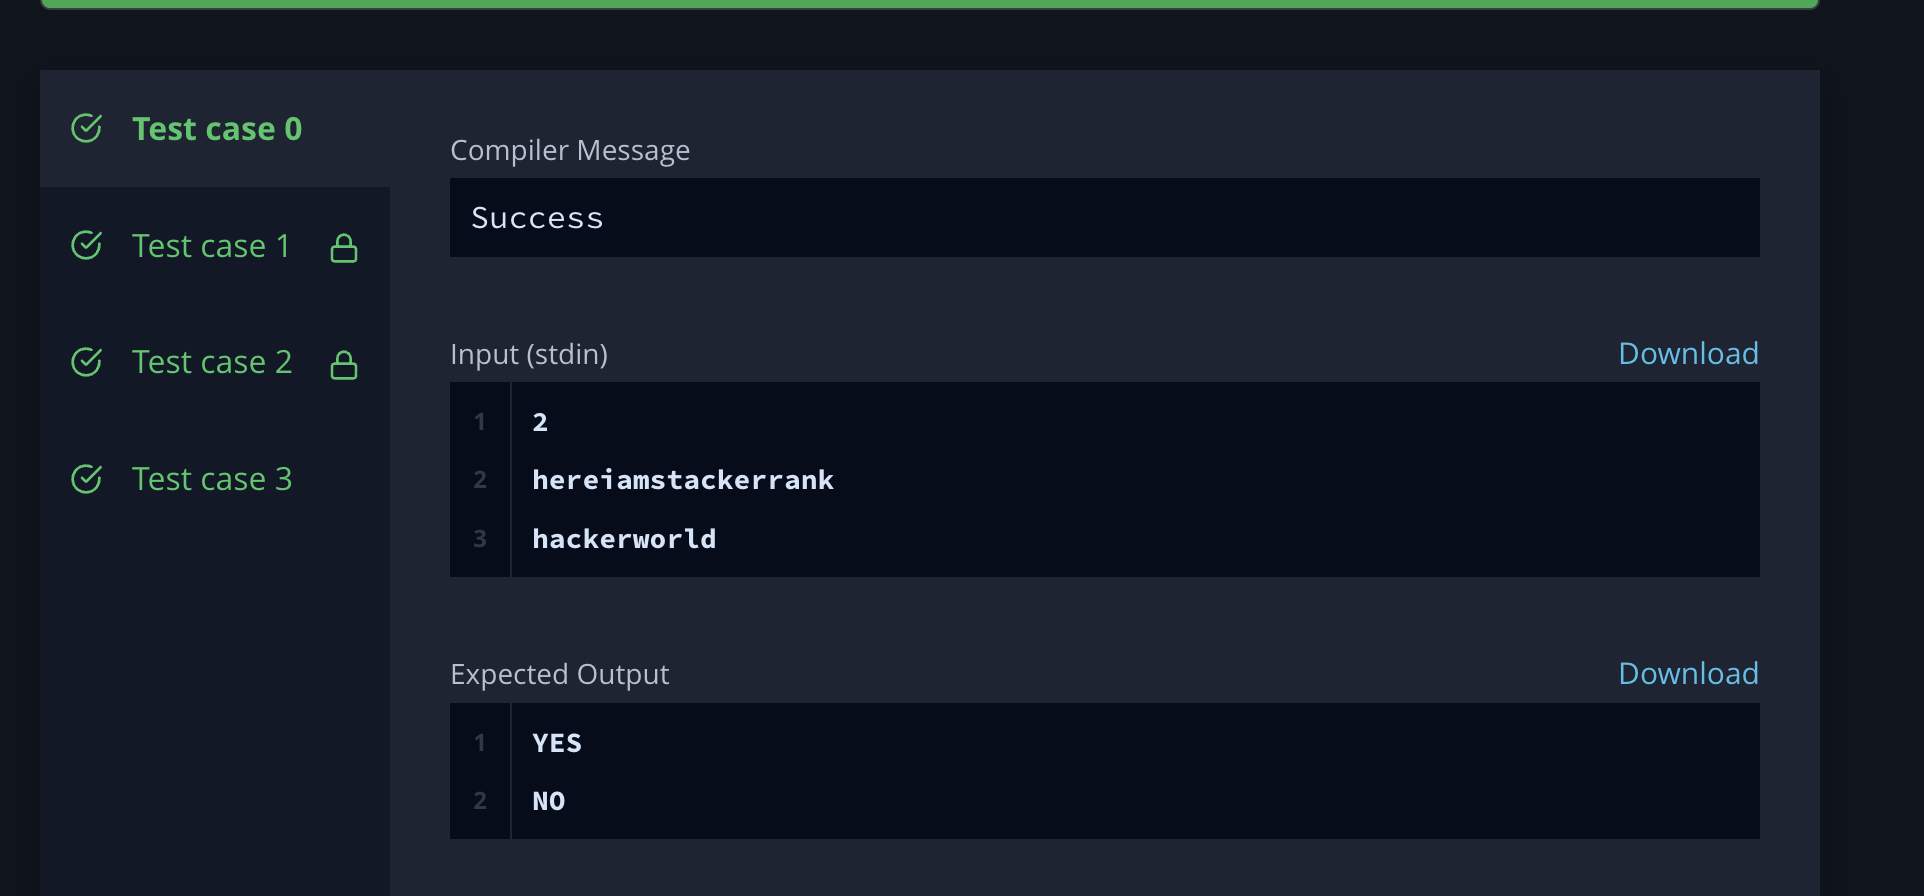 Test case 0
Test case 1
Test case 2
Test case 3
Compiler Message
Success
Input (stdin)
Download
1 2
2 hereiamstackerrank
3 hackerworld
Expected Output
Download
1 YES
2 NO